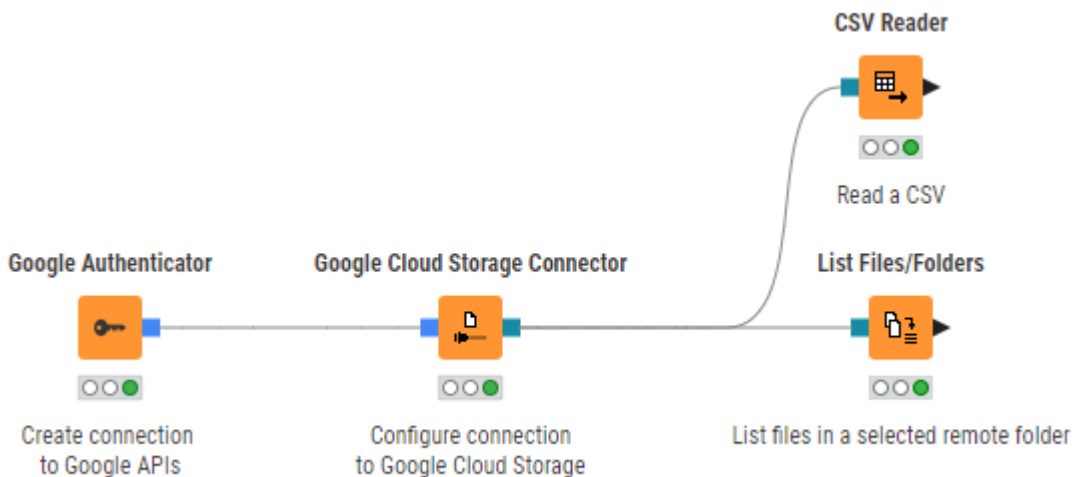 CSV Reader
Read a CSV
Google Authenticator
Google Cloud Storage Connector
List Files/Folders
Create connection
to Google APIs
Configure connection
to Google Cloud Storage
List files in a selected remote folder